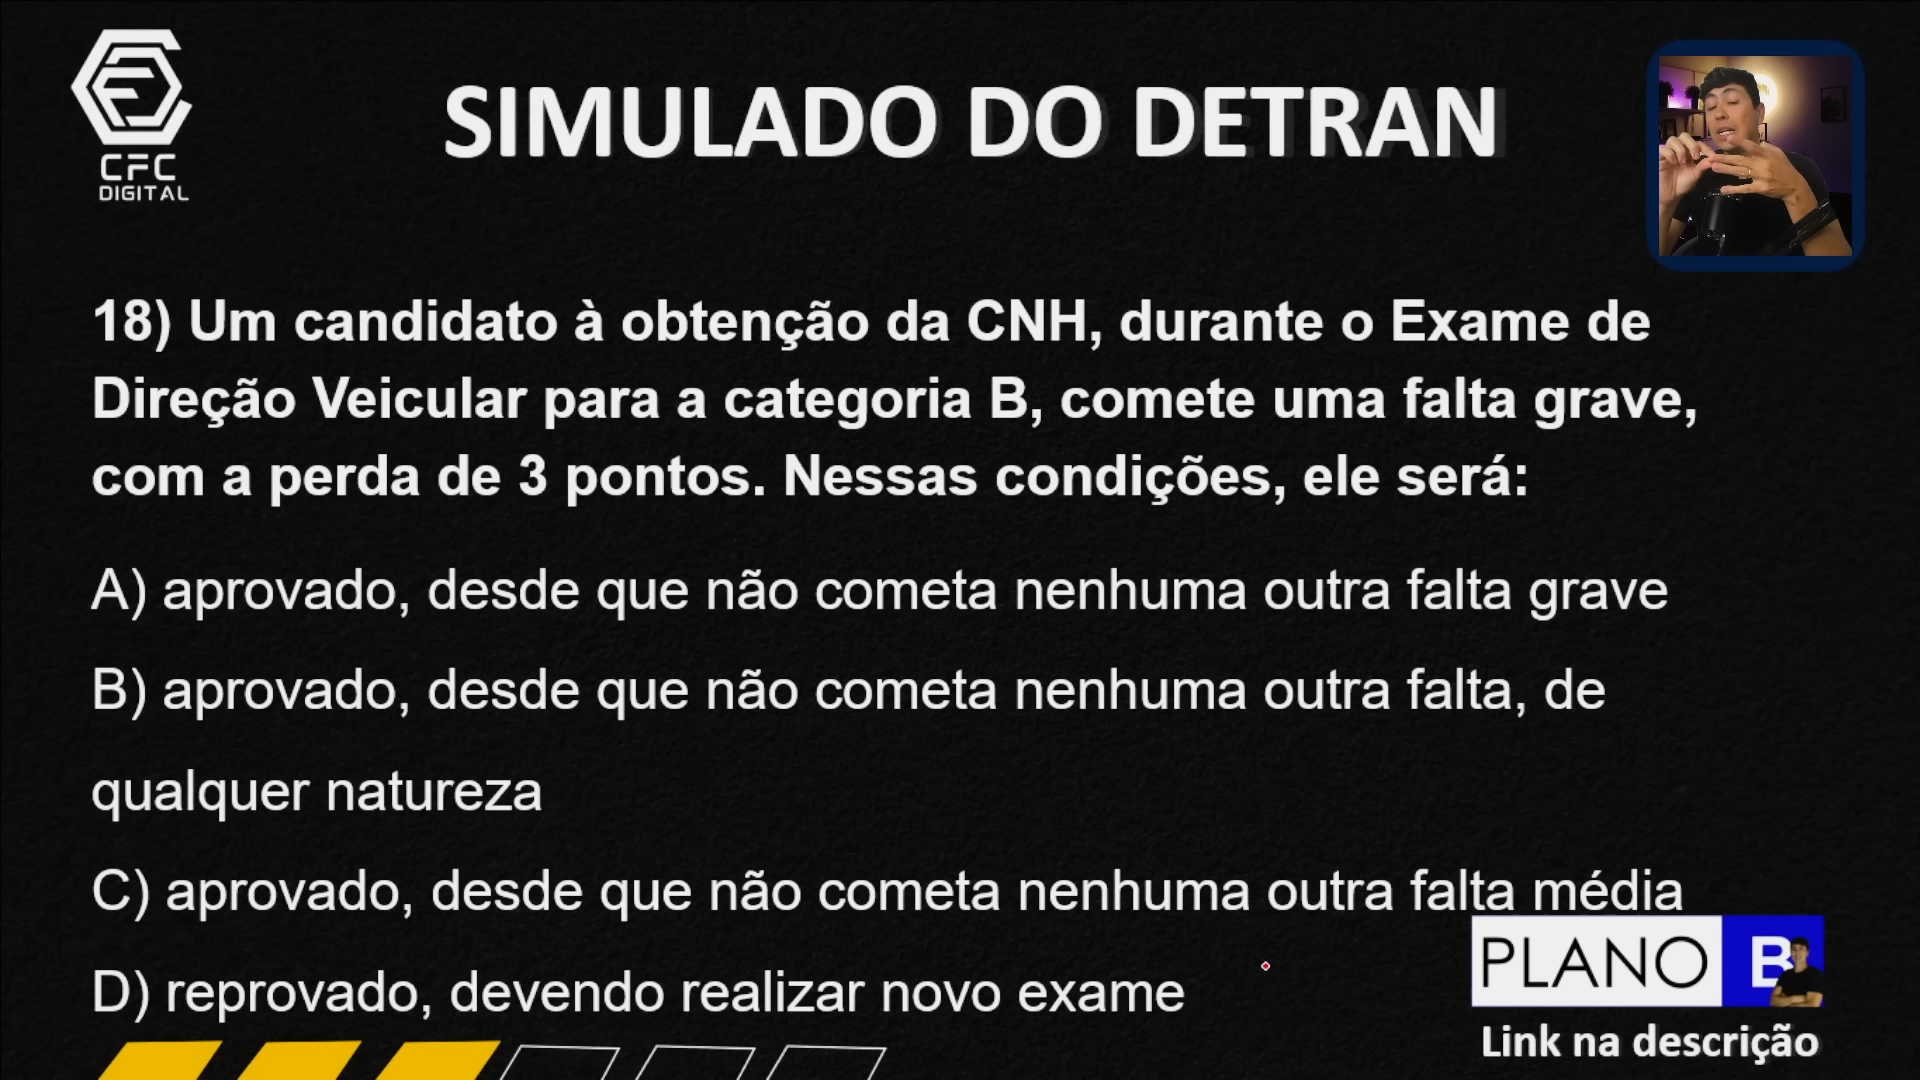 CFC
DIGITAL
SIMULADO DO DETRAN
18) Um candidato à obtenção da CNH, durante o Exame de
Direção Veicular para a categoria B, comete uma falta grave,
com a perda de 3 pontos. Nessas condições, ele será:
A) aprovado, desde que não cometa nenhuma outra falta grave
B) aprovado, desde que não cometa nenhuma outra falta, de
qualquer natureza
C) aprovado, desde que não cometa nenhuma outra falta média
D) reprovado, devendo realizar novo exame
PLANO B
Link na descrição